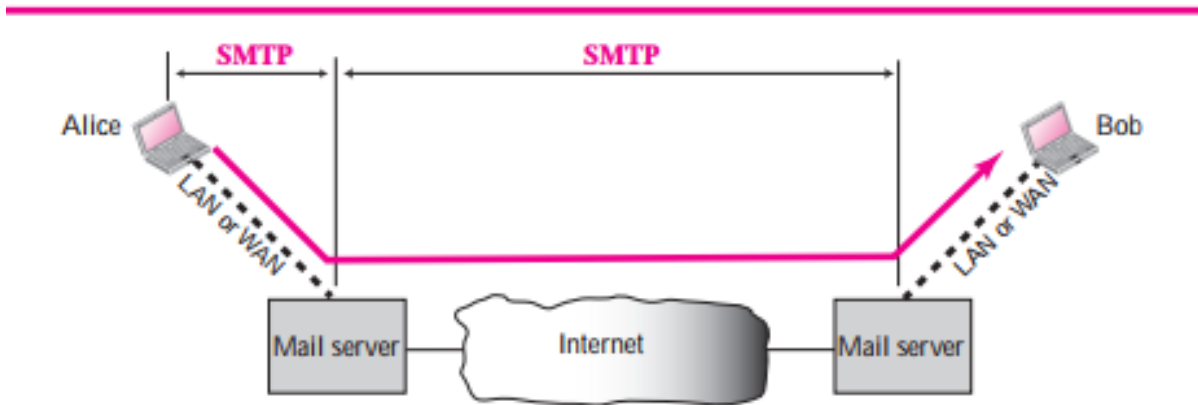 SMTP
SMTP
Alice
Bob
LAN or WAN
LAN or WAN
Mail server
Internet
Mail server